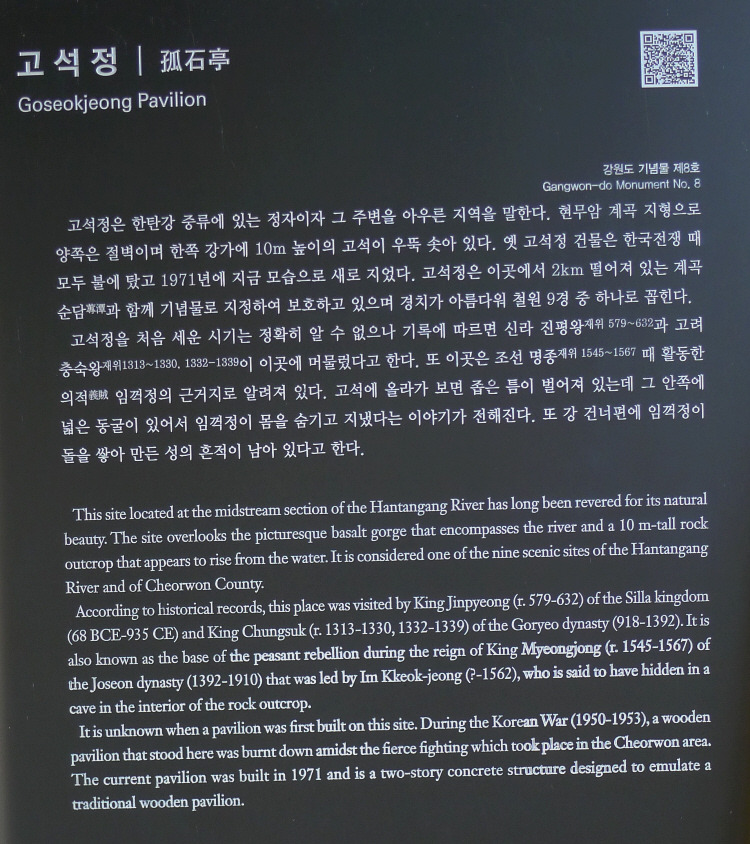 고석정 | 孤石亭
Goseokjeong Pavilion
강원도 기념물 제8호
Gangwon-do Monument No. 8
고석정은 한탄강 중류에 있는 정자이자 그 주변을 아우른 지역을 말한다. 현무암 계곡 지형으로
양쪽은 절벽이며 한쪽 강가에 10m 높이의 고석이 우뚝 솟아 있다. 옛 고석정 건물은 한국전쟁 때
모두 불에 탔고 1971년에 지금 모습으로 새로 지었다. 고석정은 이곳에서 2km 떨어져 있는 계곡
순담蓴潭과 함께 기념물로 지정하여 보호하고 있으며 경치가 아름다워 철원 9경 중 하나로 꼽힌다.
고석정을 처음 세운 시기는 정확히 알 수 없으나 기록에 따르면 신라 진평왕재위 579~632과 고려
충숙왕재위1313~1330, 1332-1339이 이곳에 머물렀다고 한다. 또 이곳은 조선 명종재위 1545~1567 때 활동한
의적義賊 임꺽정의 근거지로 알려져 있다. 고석에 올라가 보면 좁은 틈이 벌어져 있는데 그 안쪽에
넓은 동굴이 있어서 임꺽정이 몸을 숨기고 지냈다는 이야기가 전해진다. 또 강 건너편에 임꺽정이
돌을 쌓아 만든 성의 흔적이 남아 있다고 한다.
This site located at the midstream section of the Hantangang River has long been revered for its natural
beauty. The site overlooks the picturesque basalt gorge that encompasses the river and a 10 m-tall rock
outcrop that appears to rise from the water. It is considered one of the nine scenic sites of the Hantangang
River and of Cheorwon County.
According to historical records, this place was visited by King Jinpyeong (r. 579-632) of the Silla kingdom
(68 BCE-935 CE) and King Chungsuk (r. 1313-1330, 1332-1339) of the Goryeo dynasty (918-1392). It is
also known as the base of the peasant rebellion during the reign of King Myeongjong (r. 1545-1567) of
the Joseon dynasty (1392-1910) that was led by Im Kkeok-jeong (?-1562), who is said to have hidden in a
cave in the interior of the rock outcrop.
It is unknown when a pavilion was first built on this site. During the Korean War (1950-1953), a wooden
pavilion that stood here was burnt down amidst the fierce fighting which took place in the Cheorwon area.
The current pavilion was built in 1971 and is a two-story concrete structure designed to emulate a
traditional wooden pavilion.